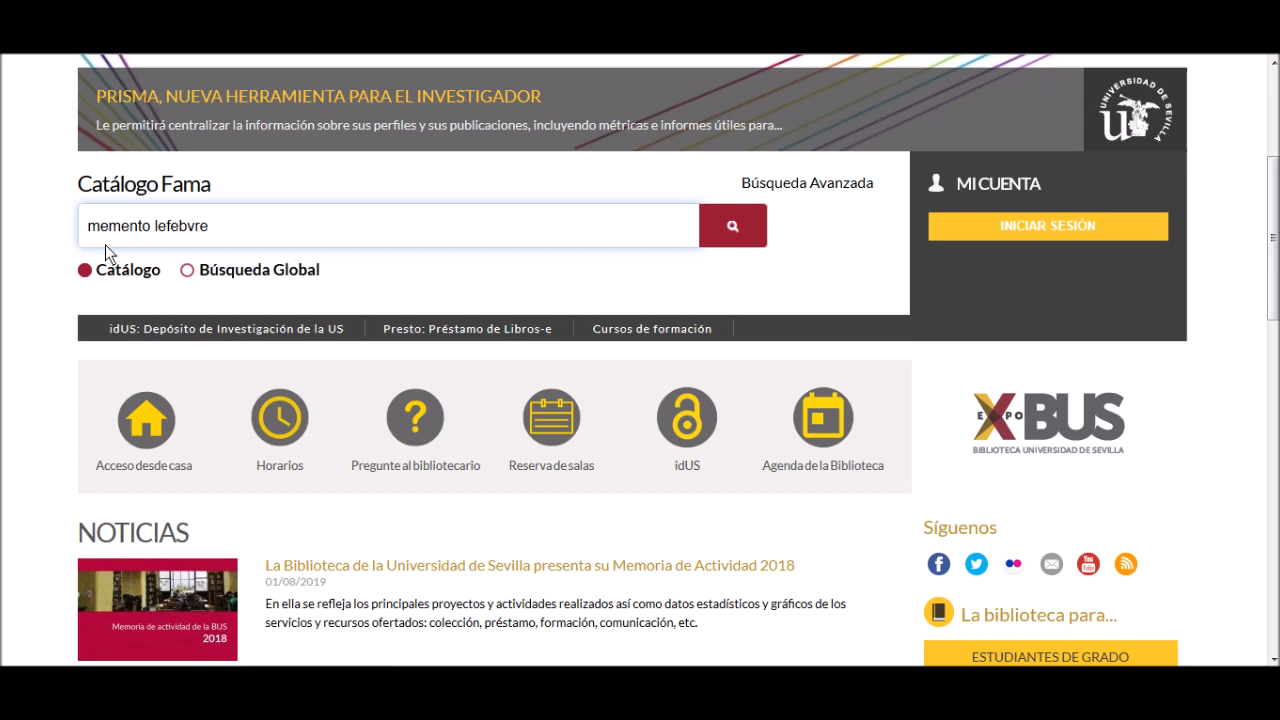 PRISMA, NUEVA HERRAMIENTA PARA EL INVESTIGADOR
Le permitirá centralizar la información sobre sus perfiles y sus publicaciones, incluyendo métricas e informes útiles para...
UNIVERSIDAD DE SEVILLA
Catálogo Fama
Búsqueda Avanzada
MI CUENTA
memento lefebvre
INICIAR SESIÓN
Catálogo
Búsqueda Global
idUS: Depósito de Investigación de la US
Presto: Préstamo de Libros-e
Cursos de formación
EXPO BUS
BIBLIOTECA UNIVERSIDAD DE SEVILLA
Acceso desde casa
Horarios
Pregunte al bibliotecario
Reserva de salas
idUS
Agenda de la Biblioteca
NOTICIAS
La Biblioteca de la Universidad de Sevilla presenta su Memoria de Actividad 2018
01/08/2019
En ella se refleja los principales proyectos y actividades realizados así como datos estadísticos y gráficos de los
servicios y recursos ofertados: colección, préstamo, formación, comunicación, etc.
Memoria de actividad de la BUS
2018
Síguenos
You Tube
La biblioteca para...
ESTUDIANTES DE GRADO